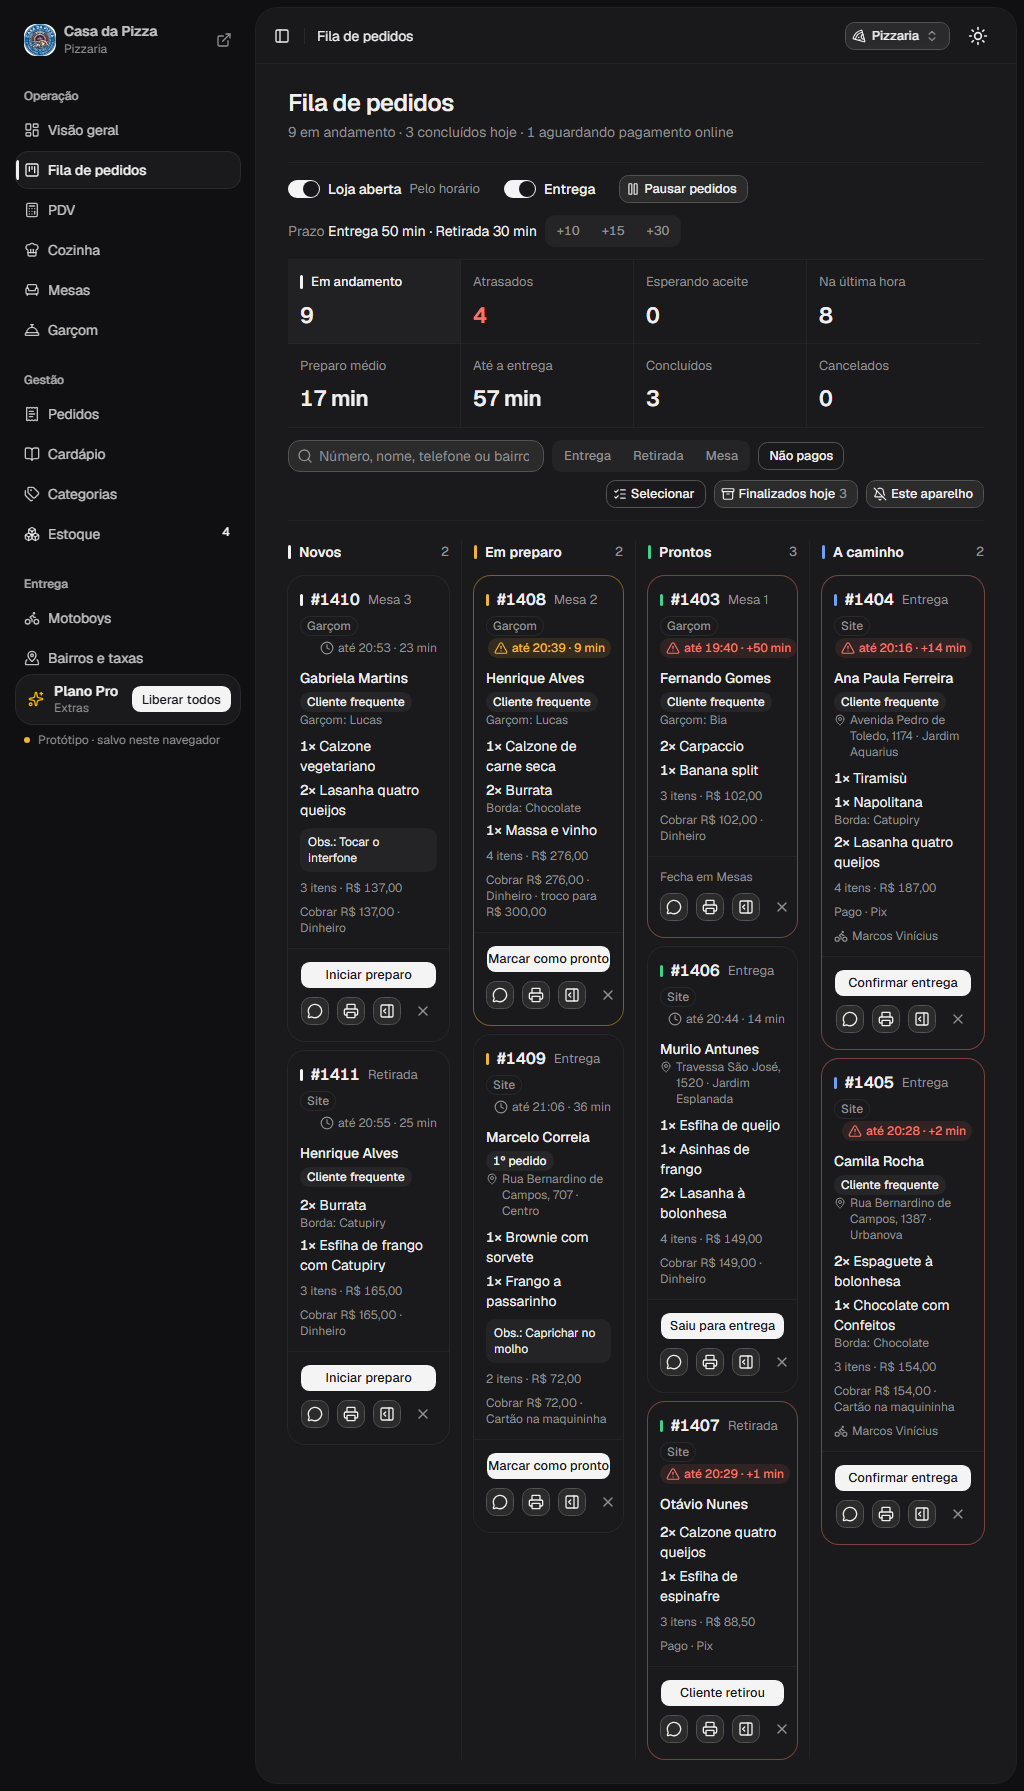 Casa da Pizza
Pizzaria
Operação
Visão geral
Fila de pedidos
PDV
Cozinha
Mesas
Garçom
Gestão
Pedidos
Cardápio
Categorias
Estoque 4
Entrega
Motoboys
Bairros e taxas
Plano Pro
Extras
Liberar todos
Protótipo · salvo neste navegador
Fila de pedidos
Pizzaria
Fila de pedidos
9 em andamento · 3 concluídos hoje · 1 aguardando pagamento online
Loja aberta Pelo horário Entrega Pausar pedidos
Prazo Entrega 50 min · Retirada 30 min +10 +15 +30
Em andamento
9
Atrasados
4
Esperando aceite
0
Na última hora
8
Preparo médio
17 min
Até a entrega
57 min
Concluídos
3
Cancelados
0
Número, nome, telefone ou bairro
Entrega Retirada Mesa Não pagos
Selecionar Finalizados hoje 3 Este aparelho
Novos 2
#1410 Mesa 3
Garçom
até 20:53 · 23 min
Gabriela Martins
Cliente frequente
Garçom: Lucas
1× Calzone
vegetariano
2× Lasanha quatro
queijos
Obs.: Tocar o
interfone
3 itens · R$ 137,00
Cobrar R$ 137,00 ·
Dinheiro
Iniciar preparo
#1411 Retirada
Site
até 20:55 · 25 min
Henrique Alves
Cliente frequente
2× Burrata
Borda: Catupiry
1× Esfiha de frango
com Catupiry
3 itens · R$ 165,00
Cobrar R$ 165,00 ·
Dinheiro
Iniciar preparo
Em preparo 2
#1408 Mesa 2
Garçom
até 20:39 · 9 min
Henrique Alves
Cliente frequente
Garçom: Lucas
1× Calzone de
carne seca
2× Burrata
Borda: Chocolate
1× Massa e vinho
4 itens · R$ 276,00
Cobrar R$ 276,00 ·
Dinheiro · troco para
R$ 300,00
Marcar como pronto
#1409 Entrega
Site
até 21:06 · 36 min
Marcelo Correia
1º pedido
Rua Bernardino de
Campos, 707 ·
Centro
1× Brownie com
sorvete
1× Frango a
passarinho
Obs.: Caprichar no
molho
2 itens · R$ 72,00
Cobrar R$ 72,00 ·
Cartão na maquininha
Marcar como pronto
Prontos 3
#1403 Mesa 1
Garçom
até 19:40 · +50 min
Fernando Gomes
Cliente frequente
Garçom: Bia
2× Carpaccio
1× Banana split
3 itens · R$ 102,00
Cobrar R$ 102,00 ·
Dinheiro
Fecha em Mesas
#1406 Entrega
Site
até 20:44 · 14 min
Murilo Antunes
Travessa São José,
1520 · Jardim
Esplanada
1× Esfiha de queijo
1× Asinhas de
frango
2× Lasanha à
bolonhesa
4 itens · R$ 149,00
Cobrar R$ 149,00 ·
Dinheiro
Saiu para entrega
#1407 Retirada
Site
até 20:29 · +1 min
Otávio Nunes
2× Calzone quatro
queijos
1× Esfiha de
espinafre
3 itens · R$ 88,50
Pago · Pix
Cliente retirou
A caminho 2
#1404 Entrega
Site
até 20:16 · +14 min
Ana Paula Ferreira
Cliente frequente
Avenida Pedro de
Toledo, 1174 · Jardim
Aquarius
1× Tiramisù
1× Napolitana
Borda: Catupiry
2× Lasanha quatro
queijos
4 itens · R$ 187,00
Pago · Pix
Marcos Vinícius
Confirmar entrega
#1405 Entrega
Site
até 20:28 · +2 min
Camila Rocha
Cliente frequente
Rua Bernardino de
Campos, 1387 ·
Urbanova
2× Espaguete à
bolonhesa
1× Chocolate com
Confeitos
Borda: Chocolate
3 itens · R$ 154,00
Cobrar R$ 154,00 ·
Cartão na maquininha
Marcos Vinícius
Confirmar entrega